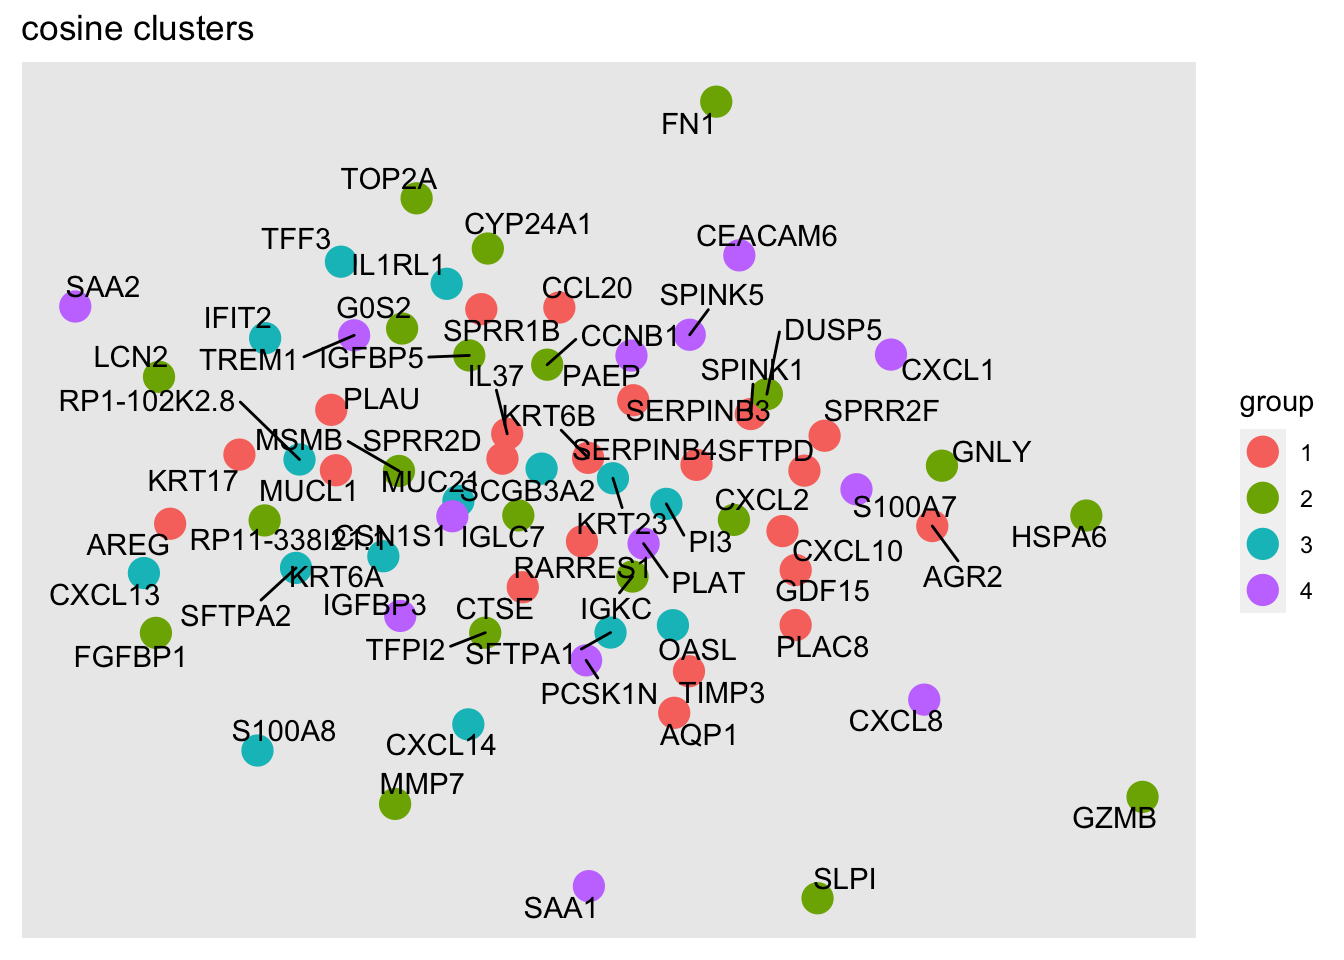 cosine clusters
FN1
TOP2A
CYP24A1
TFF3
CEACAM6
IL1RL1
SAA2
CCL20
SPINK5
G0S2
IFIT2
SPRR1B
CCNB1
DUSP5
LCN2
TREM1
IGFBP5
IL37
PAEP
SPINK1
CXCL1
RP1-102K2.8
PLAU
KRT6B
SERPINB3
SPRR2F
MSMB
SPRR2D
SERPINB4
SFTPD
GNLY
KRT17
MUCL1
MUC21
SCGB3A2
CXCL2
S100A7
AREG
RP11-338I21.1
CSN1S1
IGLC7
KRT23
PI3
CXCL10
HSPA6
CXCL13
KRT6A
RARRES1
PLAT
GDF15
AGR2
SFTPA2
IGFBP3
CTSE
IGKC
FGFBP1
TFPI2
SFTPA1
OASL
PLAC8
PCSK1N
TIMP3
S100A8
CXCL14
AQP1
CXCL8
MMP7
GZMB
SAA1
SLPI
group
1
2
3
4